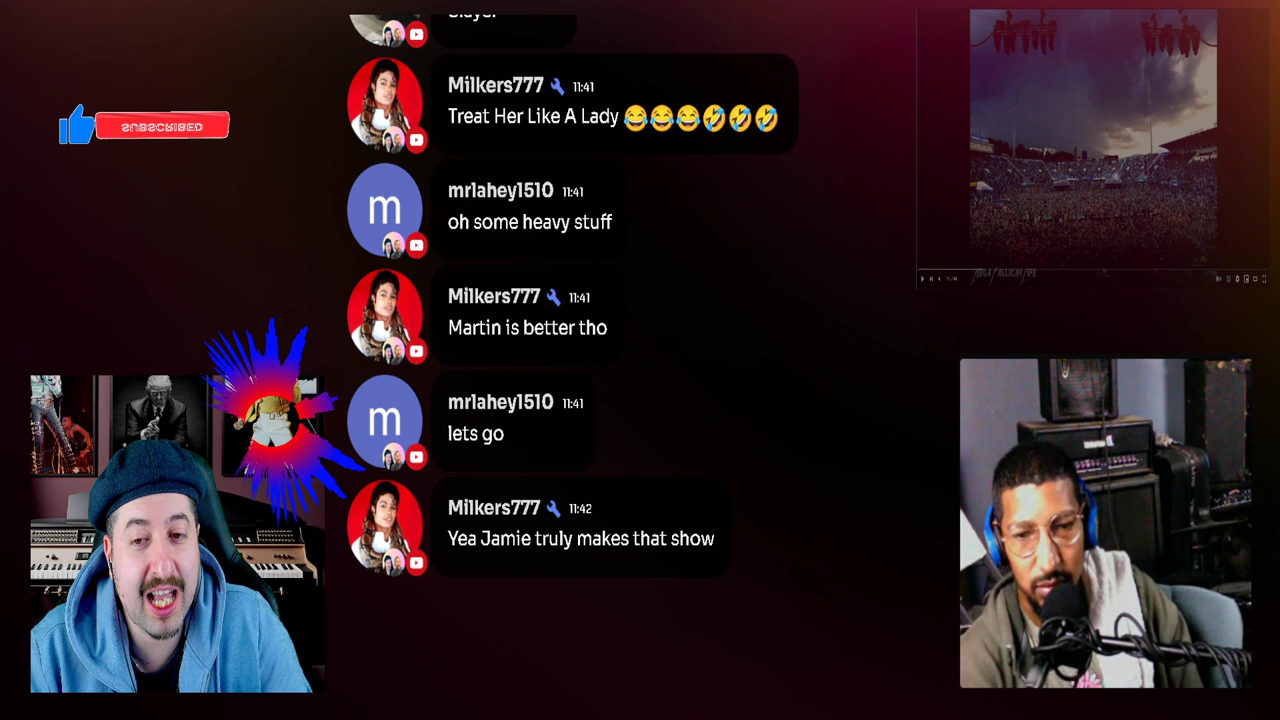 Slayer
SUBSCRIBED
Milkers777 11:41
Treat Her Like A Lady 😂😂😂🤣🤣🤣
m
mrlahey1510 11:41
oh some heavy stuff
Milkers777 11:41
Martin is better tho
m
mrlahey1510 11:41
lets go
Milkers777 11:42
Yea Jamie truly makes that show